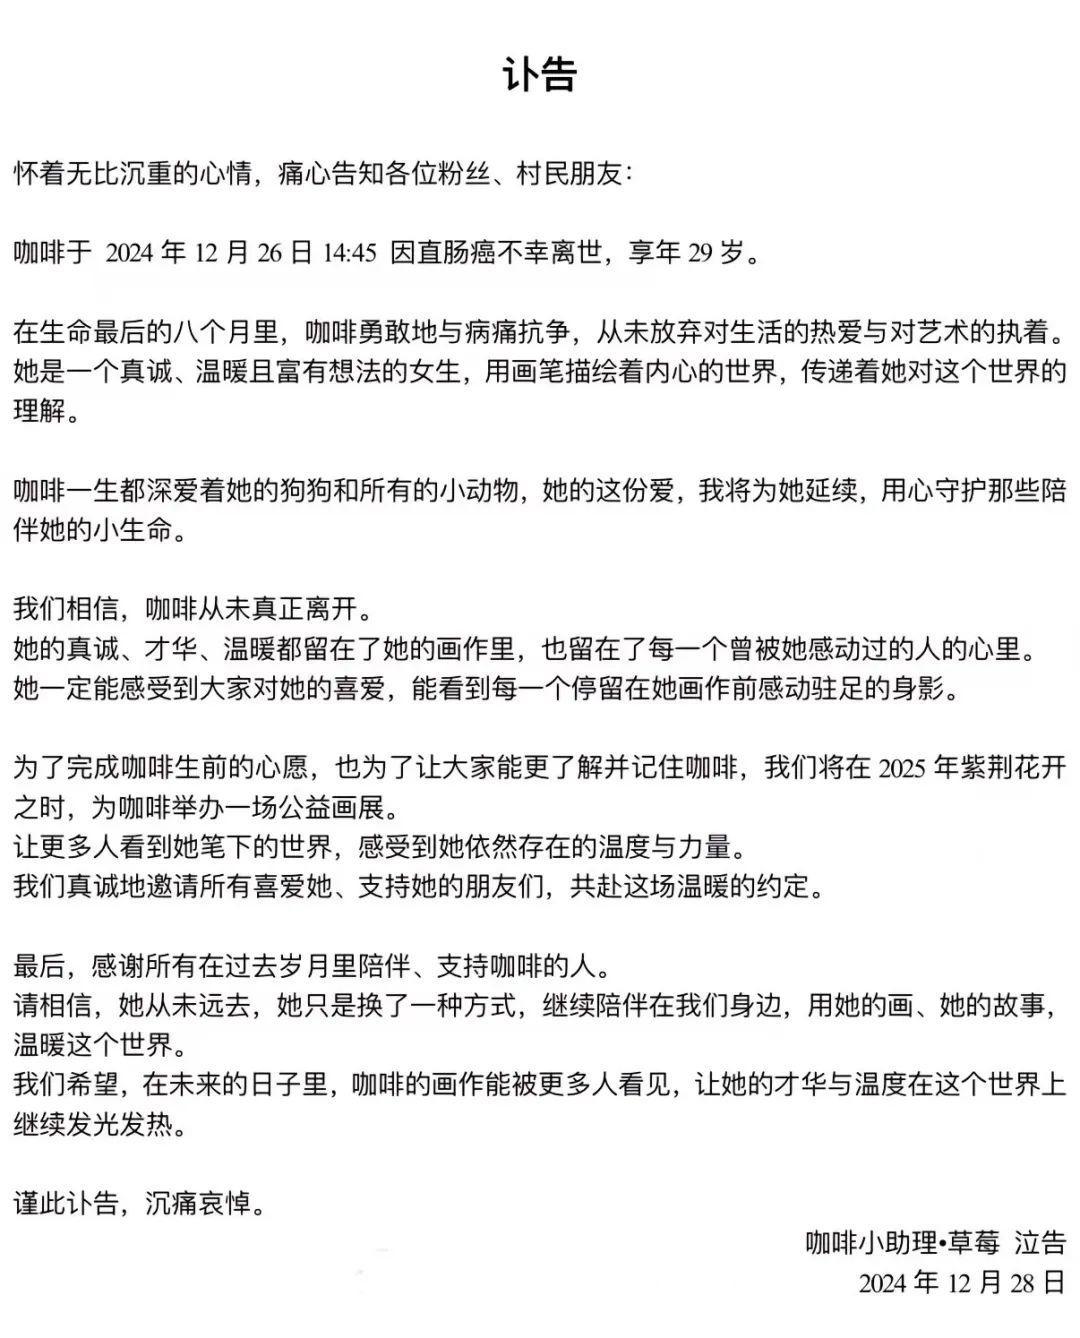 讣告
怀着无比沉重的心情，痛心告知各位粉丝、村民朋友：
咖啡于 2024 年 12 月 26 日 14:45 因直肠癌不幸离世，享年 29 岁。
在生命最后的八个月里，咖啡勇敢地与病痛抗争，从未放弃对生活的热爱与对艺术的执着。
她是一个真诚、温暖且富有想法的女生，用画笔描绘着内心的世界，传递着她对这个世界的
理解。
咖啡一生都深爱着她的狗狗和所有的小动物，她的这份爱，我将为她延续，用心守护那些陪
伴她的小生命。
我们相信，咖啡从未真正离开。
她的真诚、才华、温暖都留在了她的画作里，也留在了每一个曾被她感动过的人的心里。
她一定能感受到大家对她的喜爱，能看到每一个停留在她画作前感动驻足的身影。
为了完成咖啡生前的心愿，也为了让大家能更了解并记住咖啡，我们将在 2025 年紫荆花开
之时，为咖啡举办一场公益画展。
让更多人看到她笔下的世界，感受到她依然存在的温度与力量。
我们真诚地邀请所有喜爱她、支持她的朋友们，共赴这场温暖的约定。
最后，感谢所有在过去岁月里陪伴、支持咖啡的人。
请相信，她从未远去，她只是换了一种方式，继续陪伴在我们身边，用她的画、她的故事，
温暖这个世界。
我们希望，在未来的日子里，咖啡的画作能被更多人看见，让她的才华与温度在这个世界上
继续发光发热。
谨此讣告，沉痛哀悼。
咖啡小助理•草莓 泣告
2024 年 12 月 28 日